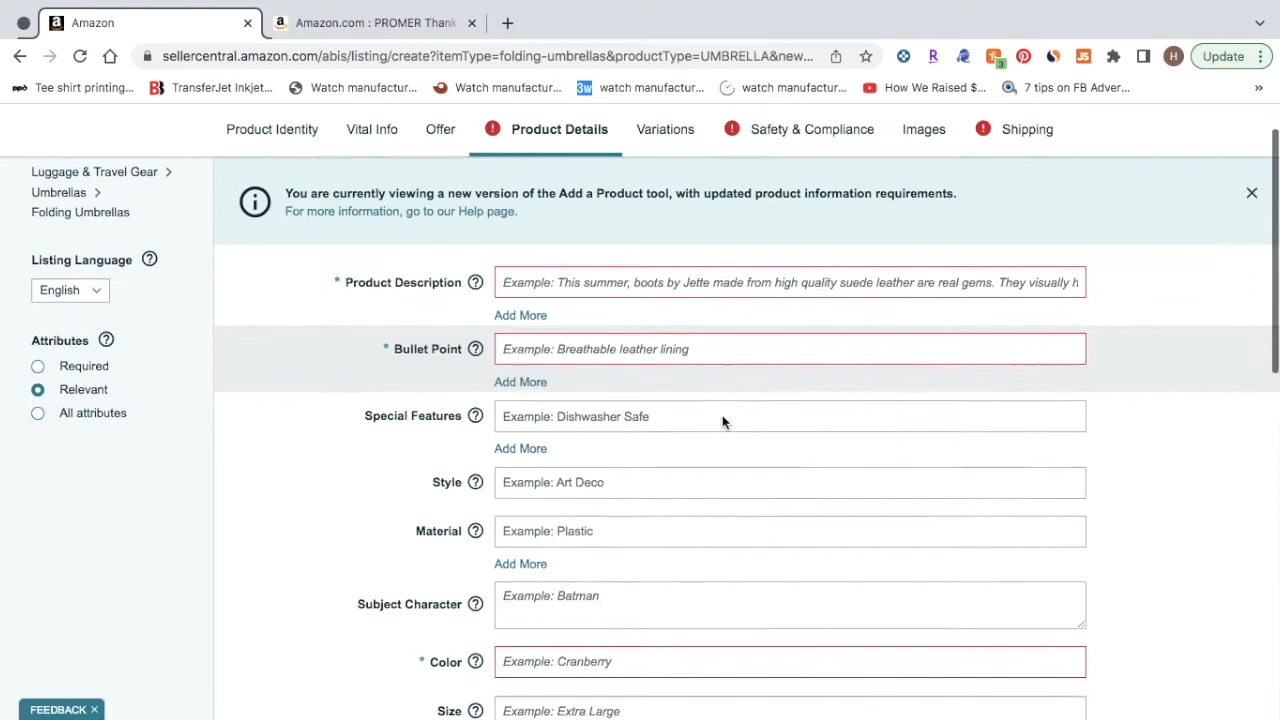 Amazon
Amazon.com : PROMER Thank
sellercentral.amazon.com/abis/listing/create?itemType=folding-umbrellas&productType=UMBRELLA&new...
3
R
JS
H
Update
ppo
Tee shirt printing...
TransferJet Inkjet...
Watch manufactur...
Watch manufactur...
3w
watch manufactur...
watch manufactur...
How We Raised $...
7 tips on FB Adver...
»
Product Identity
Vital Info
Offer
Product Details
Variations
Safety & Compliance
Images
Shipping
Luggage & Travel Gear
Umbrellas
Folding Umbrellas
Listing Language
English
Attributes
Required
Relevant
All attributes
You are currently viewing a new version of the Add a Product tool, with updated product information requirements.
For more information, go to our Help page.
* Product Description
Example: This summer, boots by Jette made from high quality suede leather are real gems. They visually h
Add More
* Bullet Point
Example: Breathable leather lining
Add More
Special Features
Example: Dishwasher Safe
Add More
Style
Example: Art Deco
Material
Example: Plastic
Add More
Subject Character
Example: Batman
* Color
Example: Cranberry
Size
Example: Extra Large
FEEDBACK ×